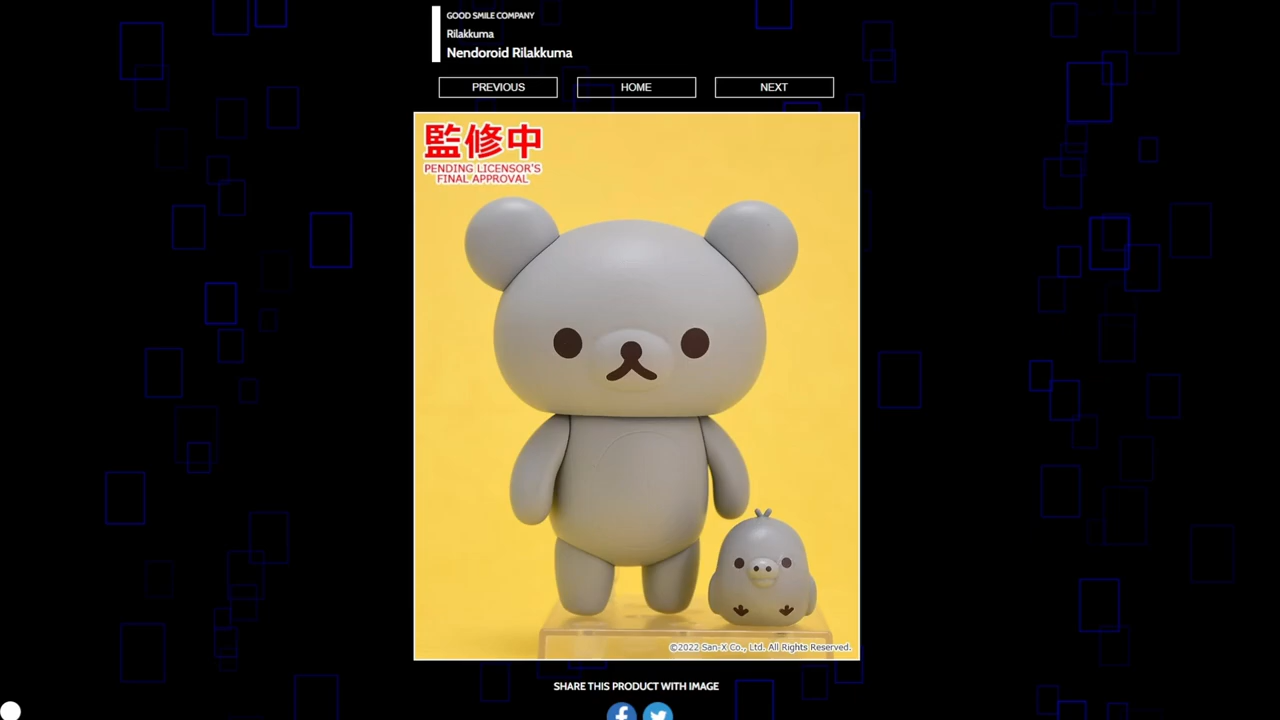 GOOD SMILE COMPANY
Rilakkuma
Nendoroid Rilakkuma
PREVIOUS
HOME
NEXT
監修中
PENDING LICENSOR'S
FINAL APPROVAL
©2022 San-X Co., Ltd. All Rights Reserved.
SHARE THIS PRODUCT WITH IMAGE